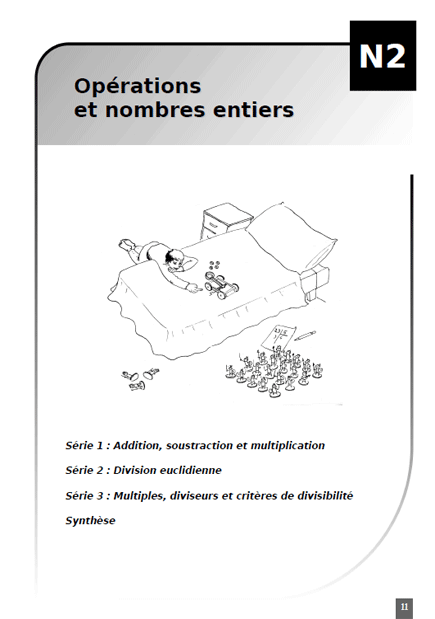 N2
Opérations
et nombres entiers
Série 1 : Addition, soustraction et multiplication
Série 2 : Division euclidienne
Série 3 : Multiples, diviseurs et critères de divisibilité
Synthèse
11